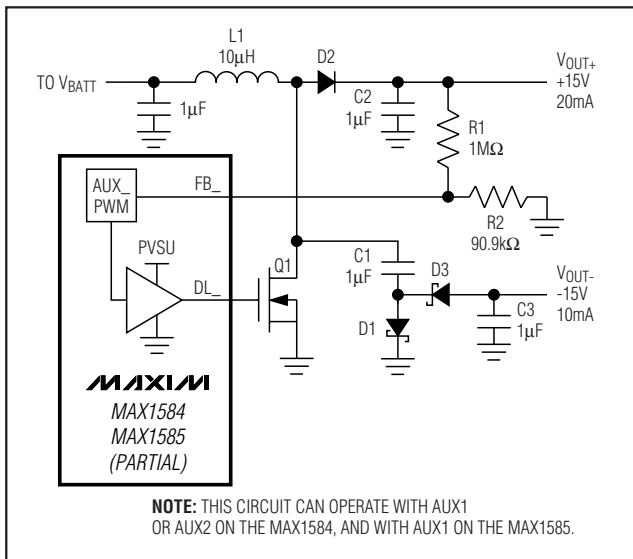 L1
10µH
D2
TO VBATT
VOUT+
+15V
20mA
1µF
C2
1µF
R1
1MΩ
AUX_
PWM
FB_
R2
90.9kΩ
PVSU
C1
1µF
Q1
DL_
D3
VOUT-
-15V
10mA
D1
C3
1µF
MAXIM
MAX1584
MAX1585
(PARTIAL)
NOTE: THIS CIRCUIT CAN OPERATE WITH AUX1
OR AUX2 ON THE MAX1584, AND WITH AUX1 ON THE MAX1585.